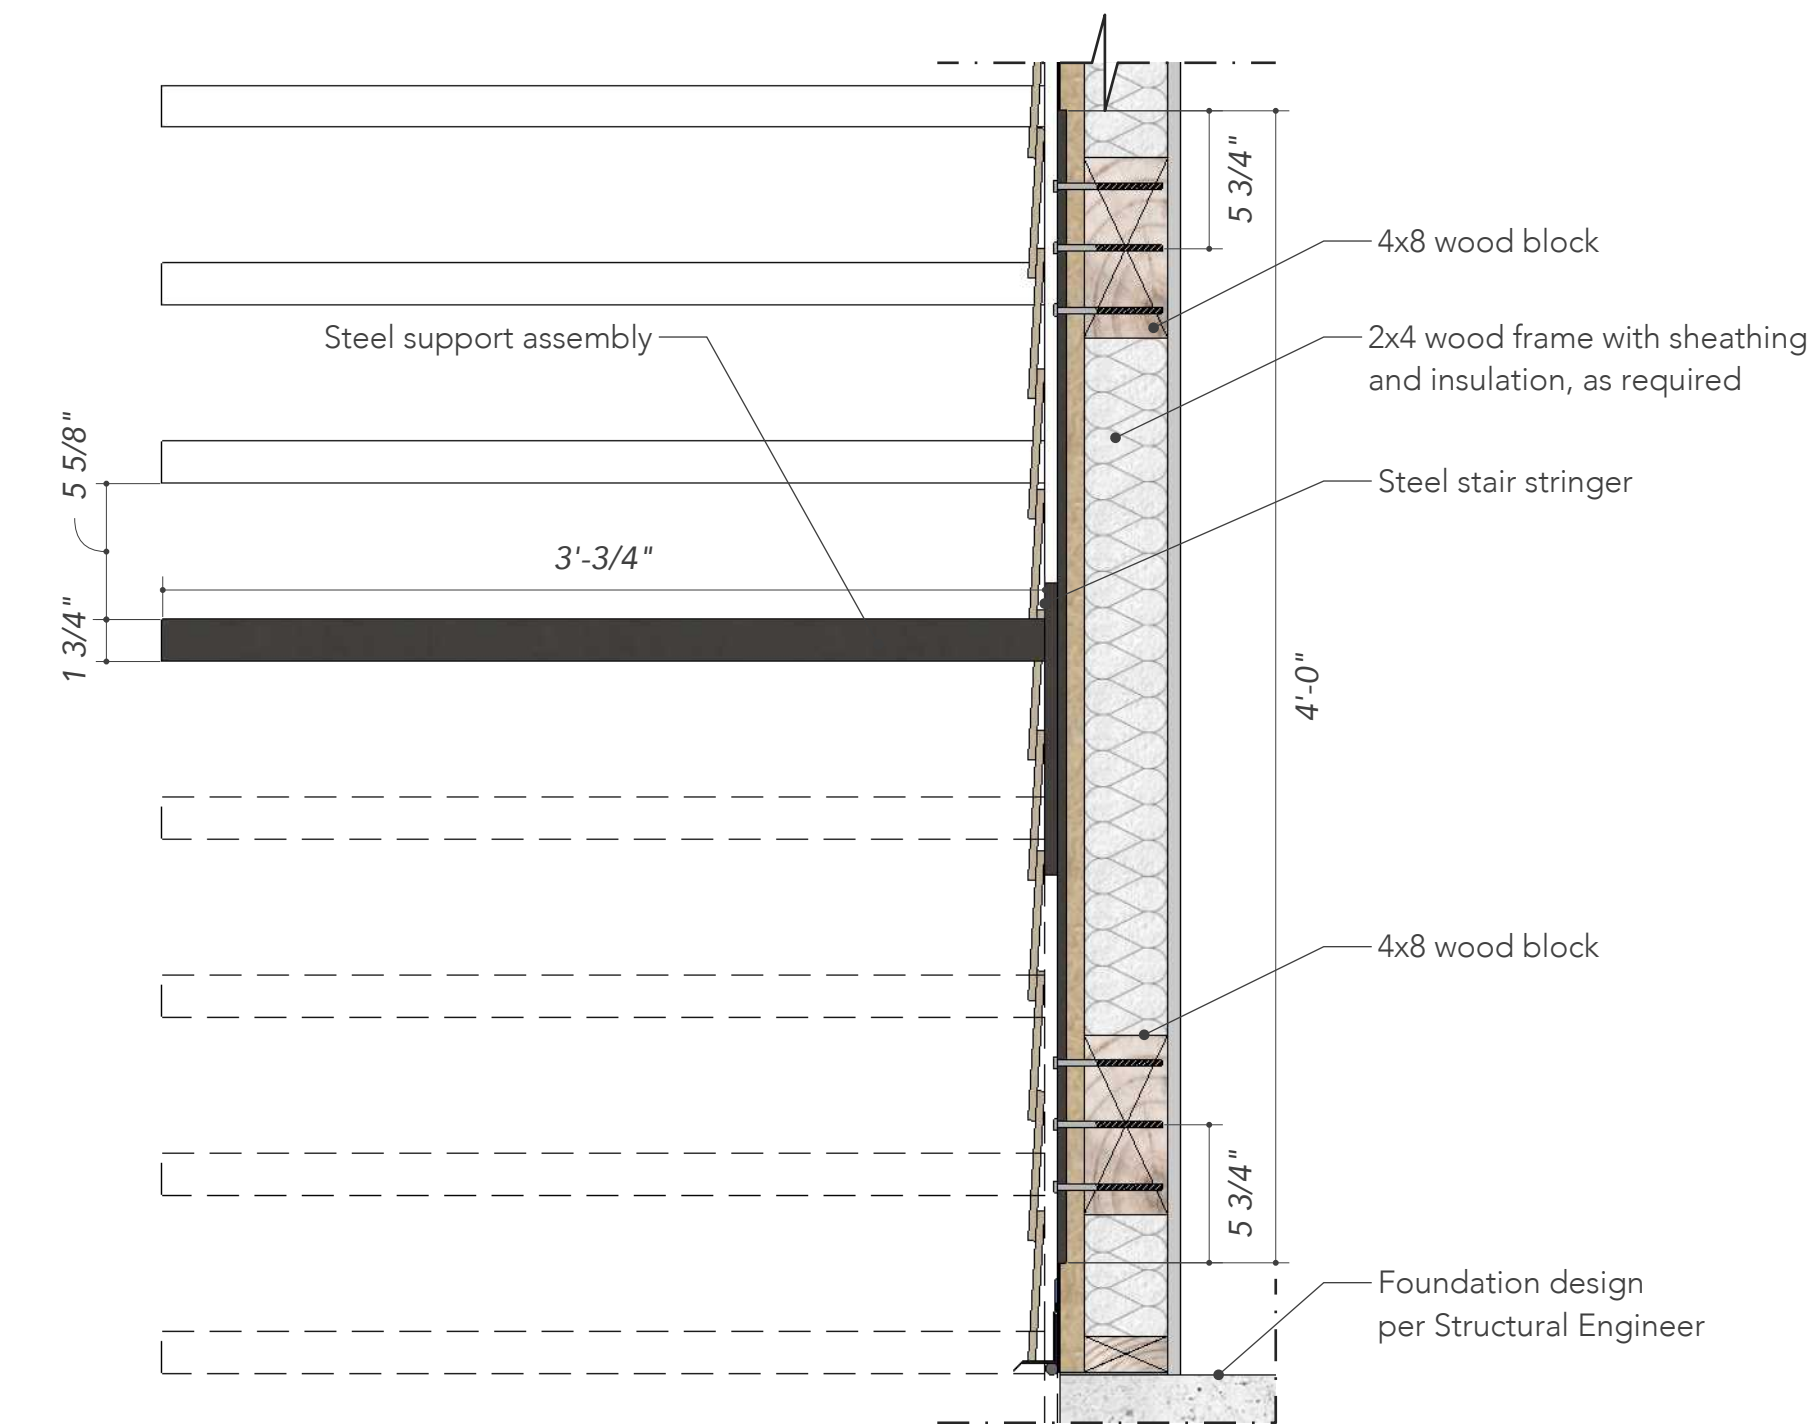 5 3/4"
4x8 wood block
Steel support assembly
2x4 wood frame with sheathing
and insulation, as required
5 5/8"
Steel stair stringer
3'-3/4"
1 3/4"
4'-0"
4x8 wood block
5 3/4"
Foundation design
per Structural Engineer